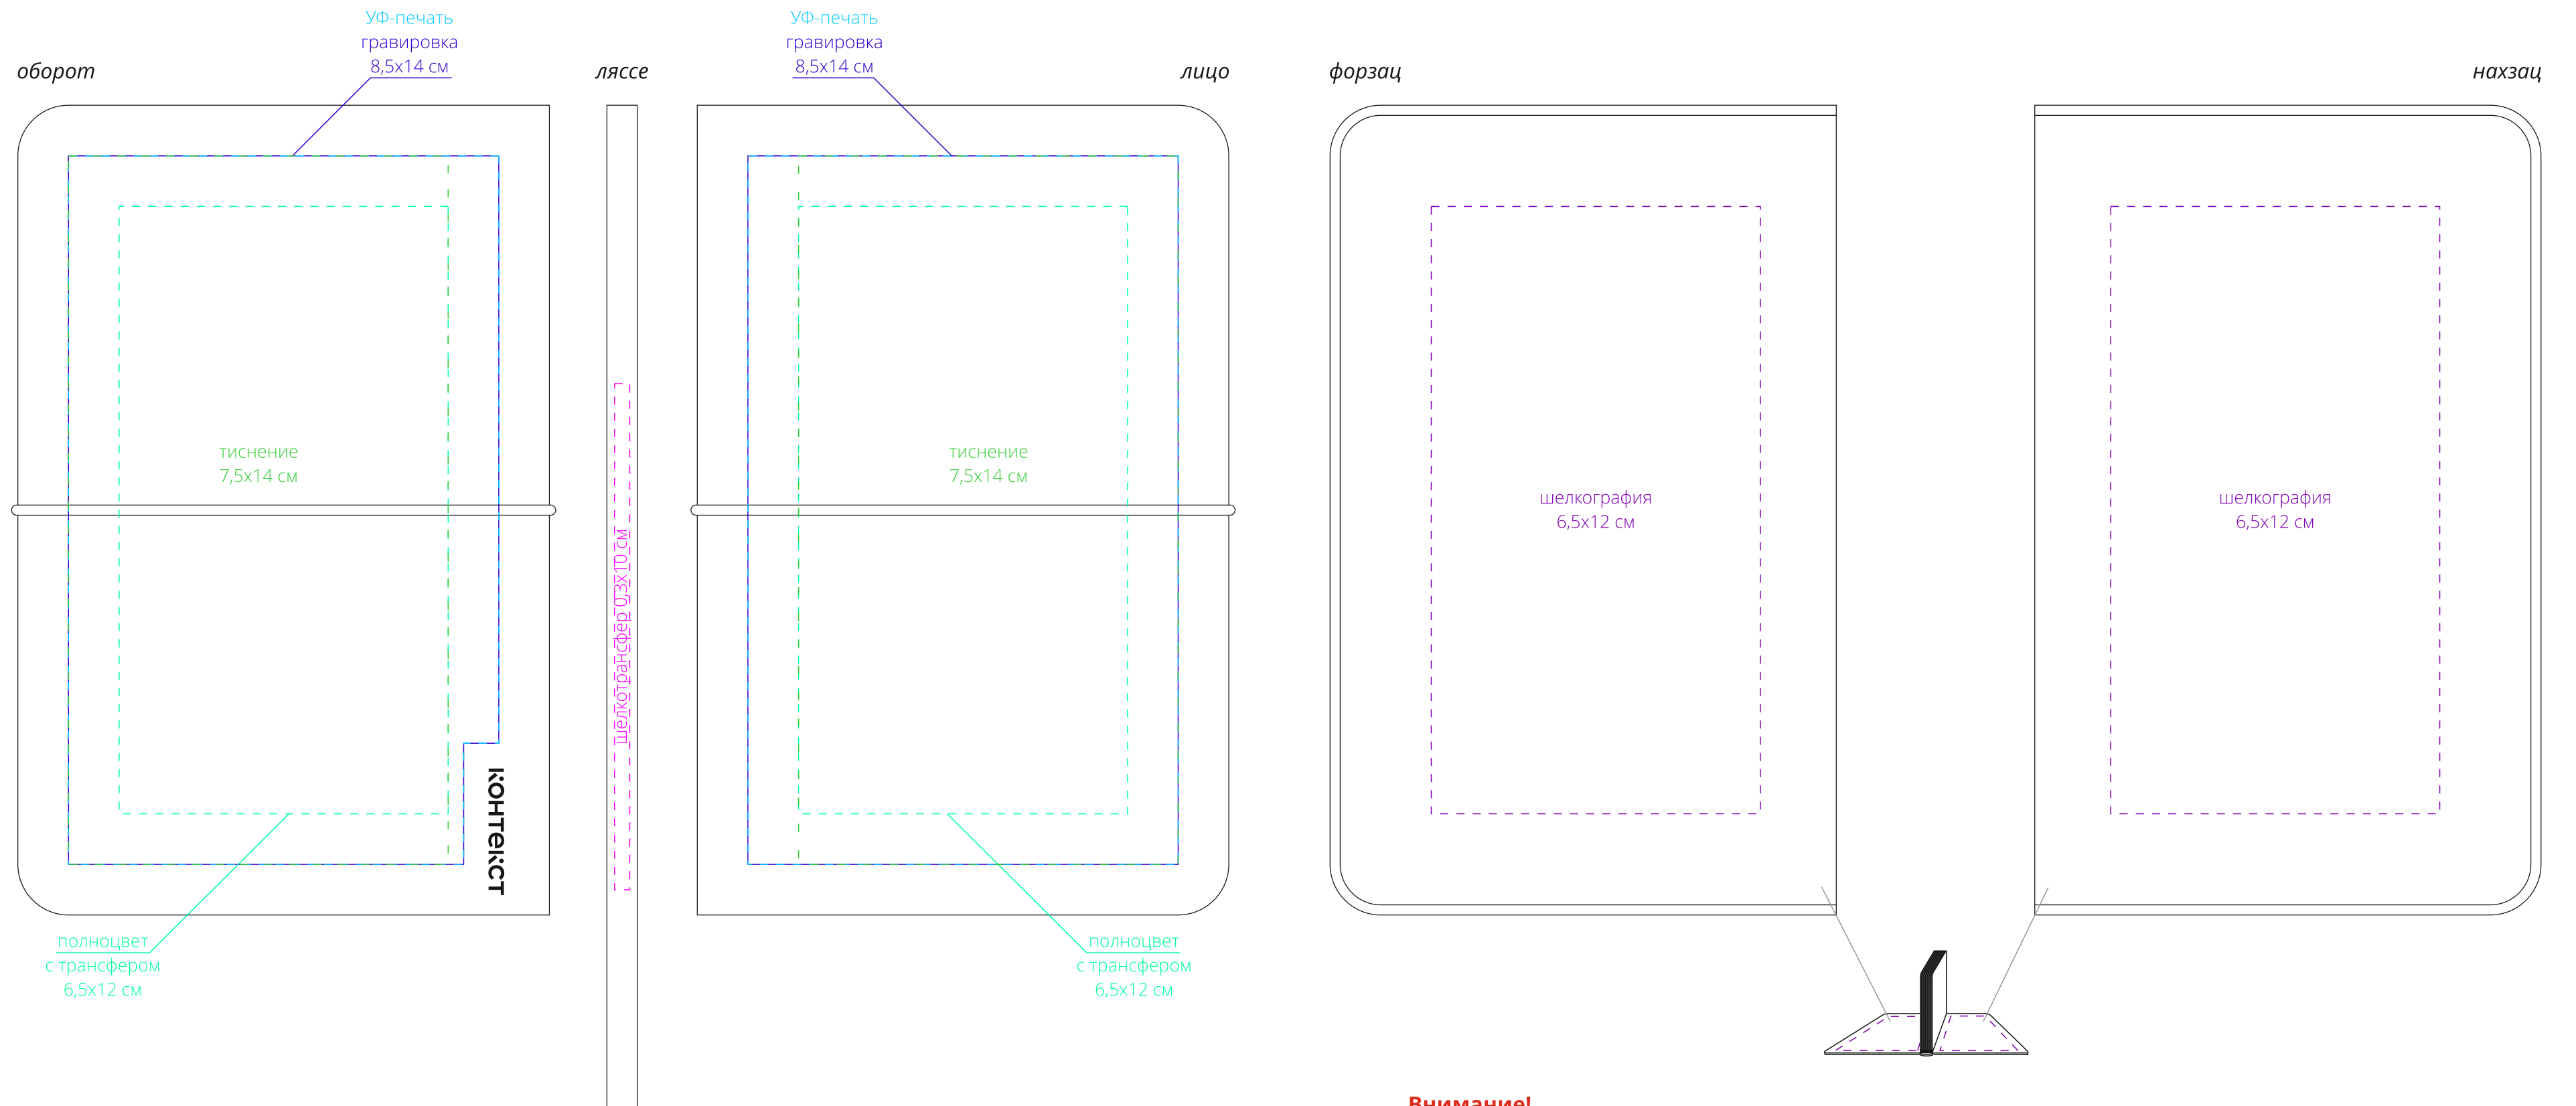 УФ-печать
гравировка
8,5х14 см
УФ-печать
гравировка
8,5х14 см
оборот
ляссе
лицо
форзац
нахзац
тиснение
7,5х14 см
тиснение
7,5х14 см
шелкотрансфер 0,3х10 см
шелкография
6,5х12 см
шелкография
6,5х12 см
контекст
полноцвет
с трансфером
6,5х12 см
полноцвет
с трансфером
6,5х12 см
Внимание!